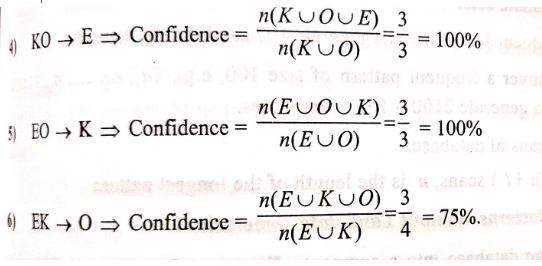 4) KO → E ⇒ Confidence = n(K ∪ O ∪ E) / n(K ∪ O) = 3/3 = 100%
5) EO → K ⇒ Confidence = n(E ∪ O ∪ K) / n(E ∪ O) = 3/3 = 100%
6) EK → O ⇒ Confidence = n(E ∪ K ∪ O) / n(E ∪ K) = 3/4 = 75%.